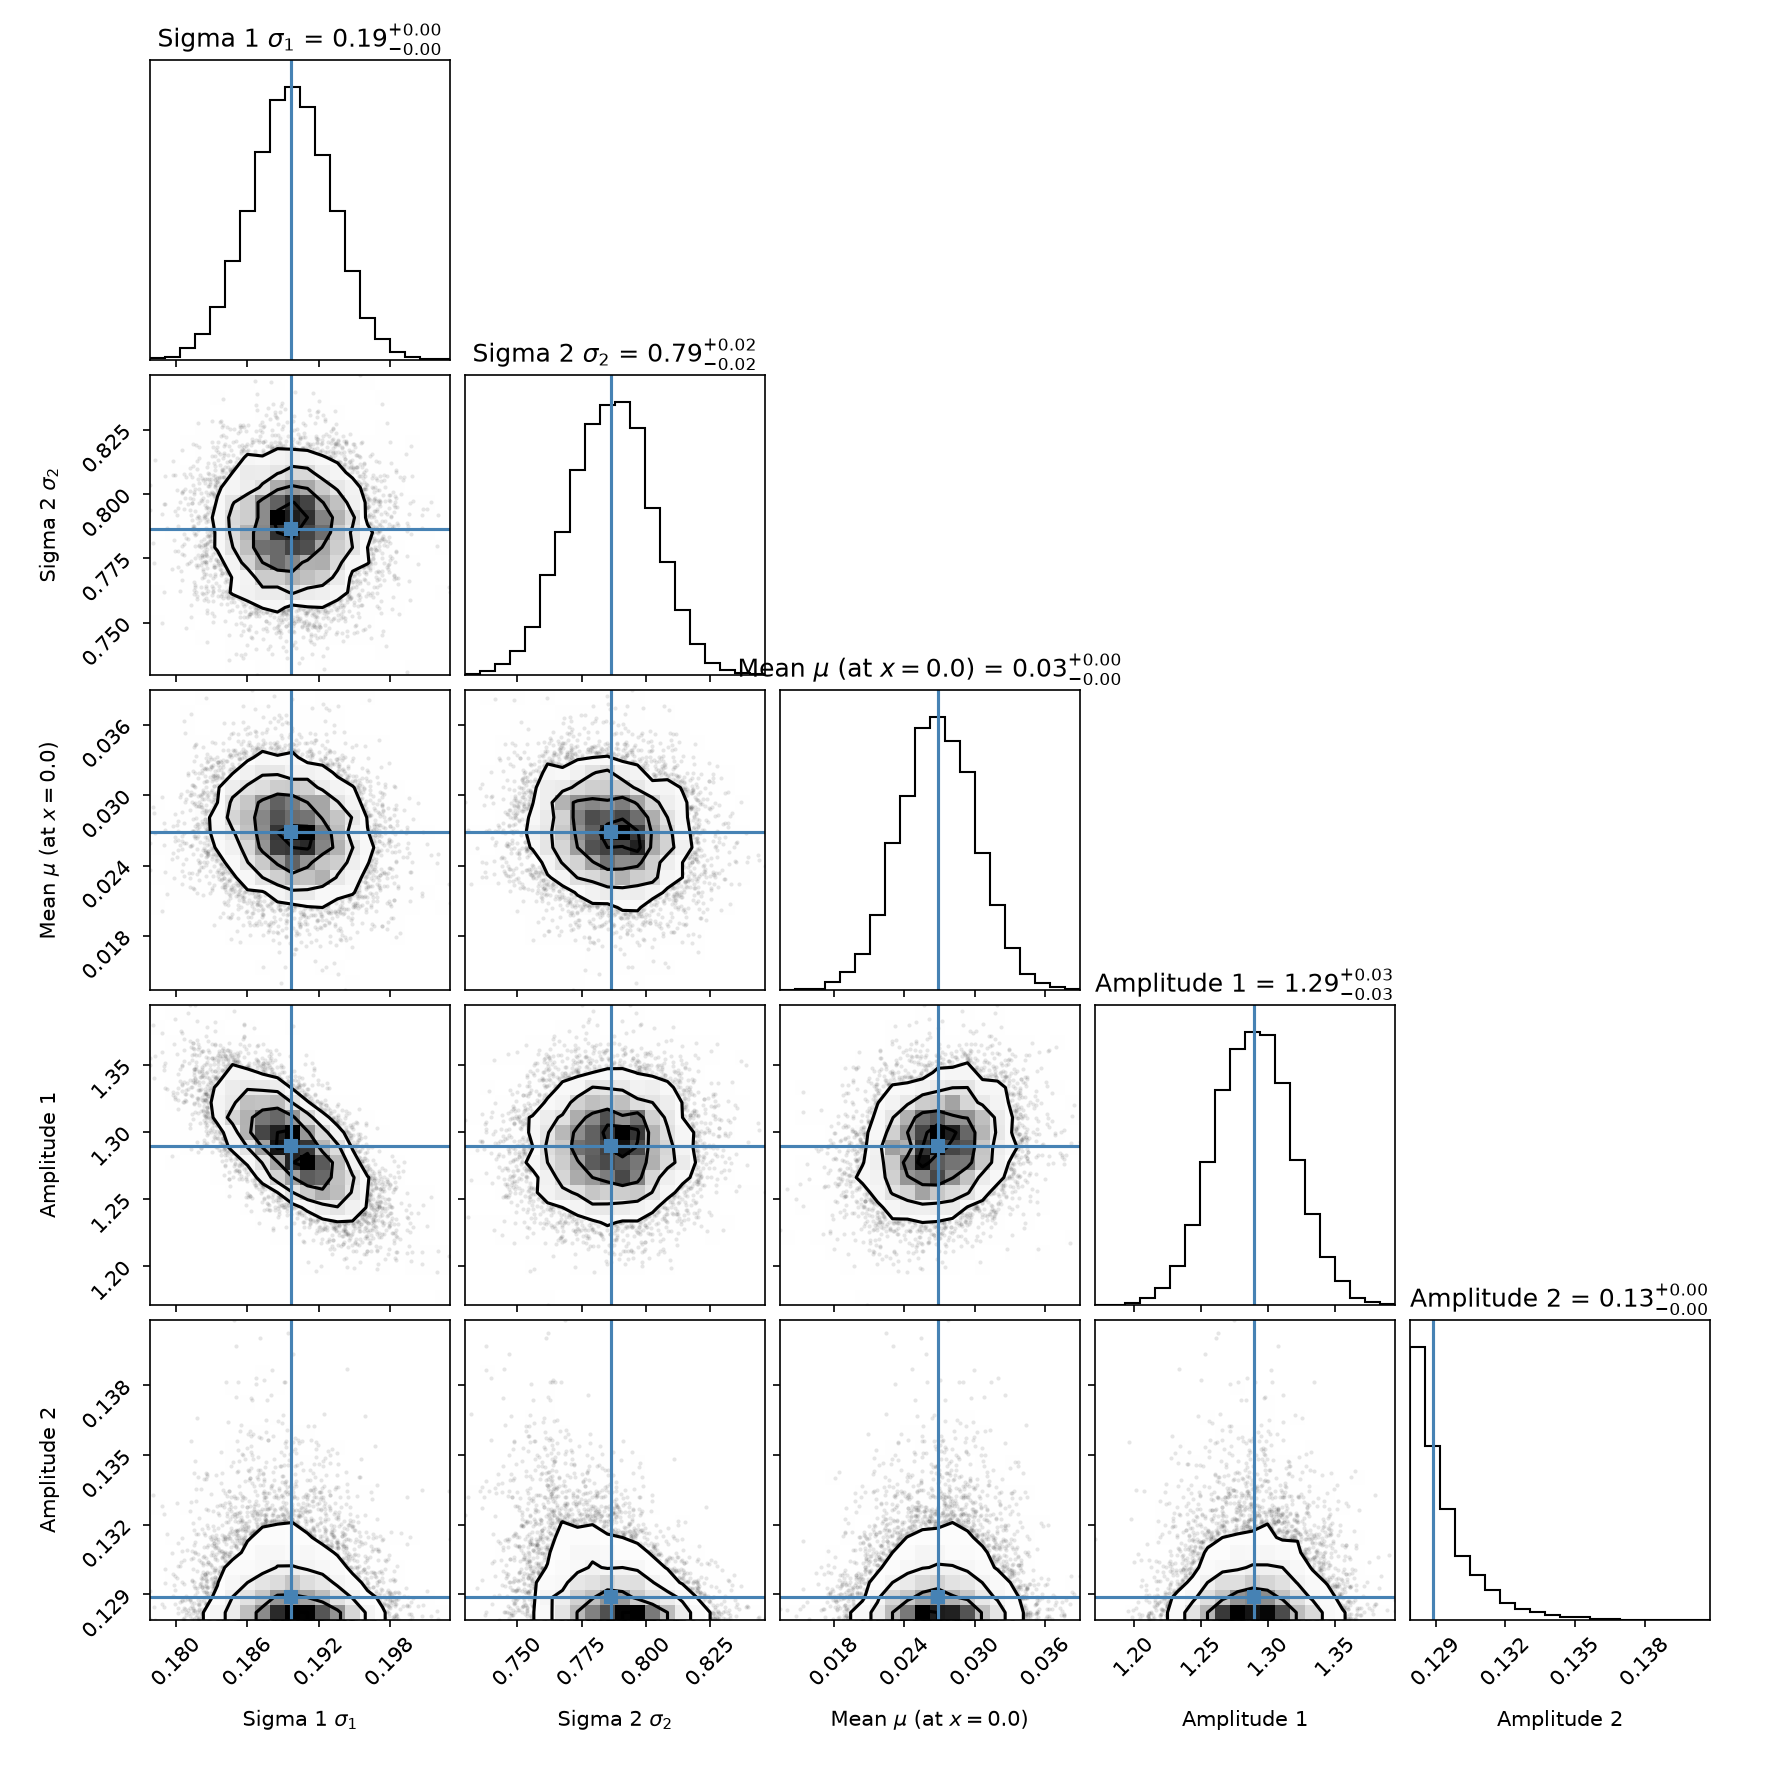 Sigma 1 σ₁ = 0.19 +0.00 −0.00
Sigma 2 σ₂ = 0.79 +0.02 −0.02
Sigma 2 σ₂
0.825
0.800
0.775
0.750
Mean μ (at x = 0.0) = 0.03 +0.00 −0.00
Mean μ (at x = 0.0)
0.036
0.030
0.024
0.018
Amplitude 1 = 1.29 +0.03 −0.03
Amplitude 1
1.35
1.30
1.25
1.20
Amplitude 2 = 0.13 +0.00 −0.00
Amplitude 2
0.138
0.135
0.132
0.129
0.180 0.186 0.192 0.198 0.750 0.775 0.800 0.825 0.018 0.024 0.030 0.036 1.20 1.25 1.30 1.35 0.129 0.132 0.135 0.138
Sigma 1 σ₁ Sigma 2 σ₂ Mean μ (at x = 0.0) Amplitude 1 Amplitude 2